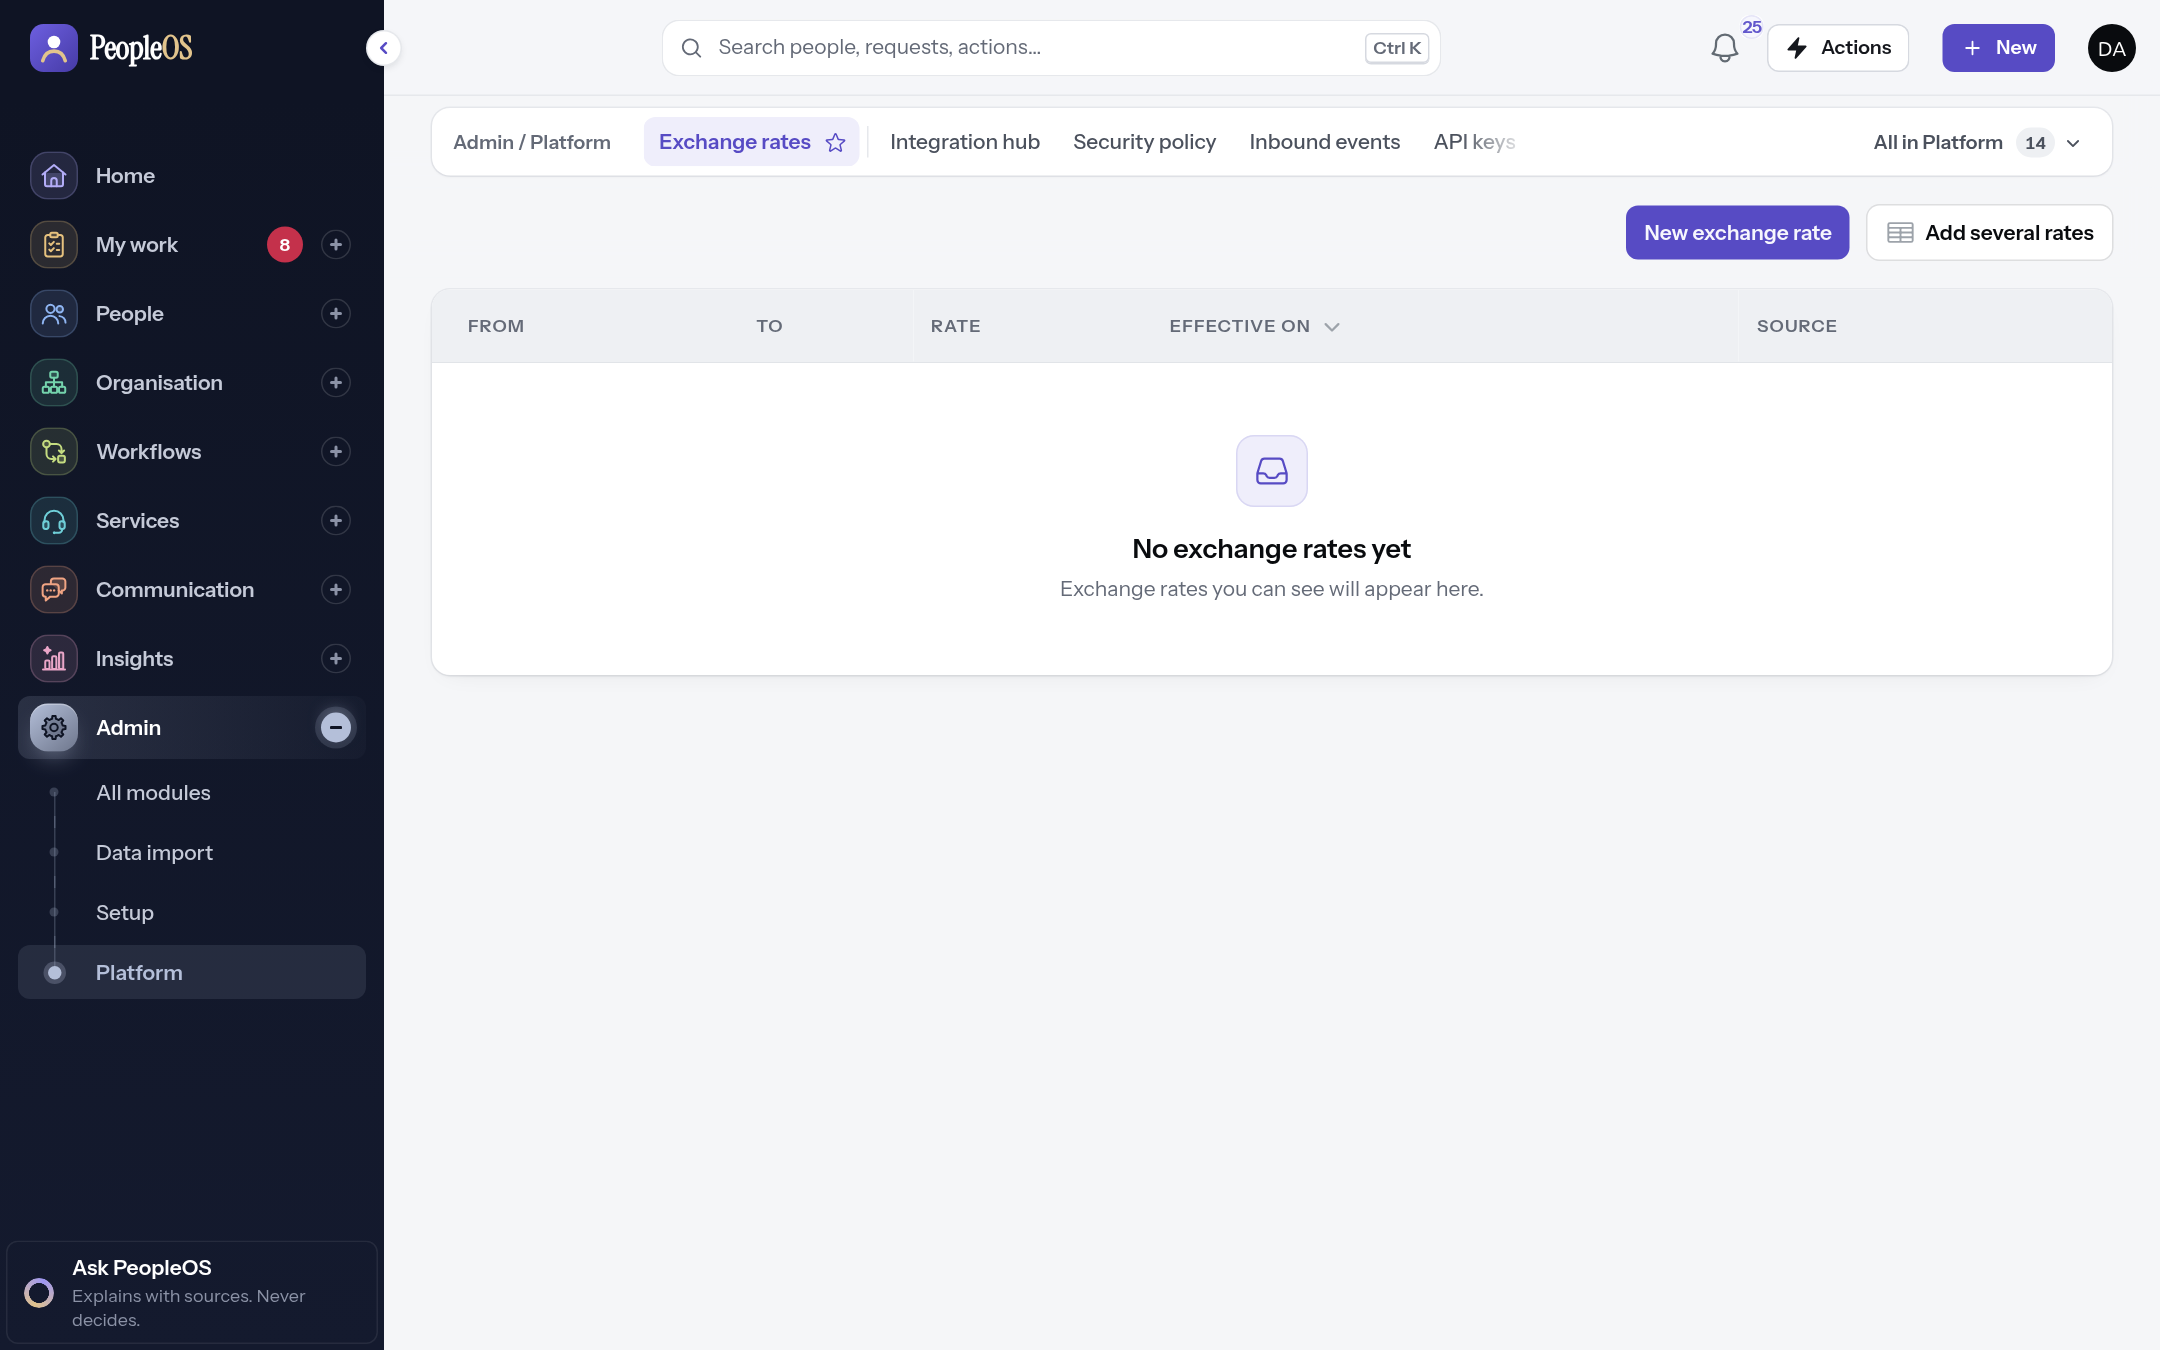 PeopleOS
Search people, requests, actions...
Ctrl K
25
Actions
New
DA
Home
My work
8
People
Organisation
Workflows
Services
Communication
Insights
Admin
All modules
Data import
Setup
Platform
Ask PeopleOS
Explains with sources. Never
decides.
Admin / Platform
Exchange rates
Integration hub
Security policy
Inbound events
API keys
All in Platform
14
New exchange rate
Add several rates
FROM
TO
RATE
EFFECTIVE ON
SOURCE
No exchange rates yet
Exchange rates you can see will appear here.